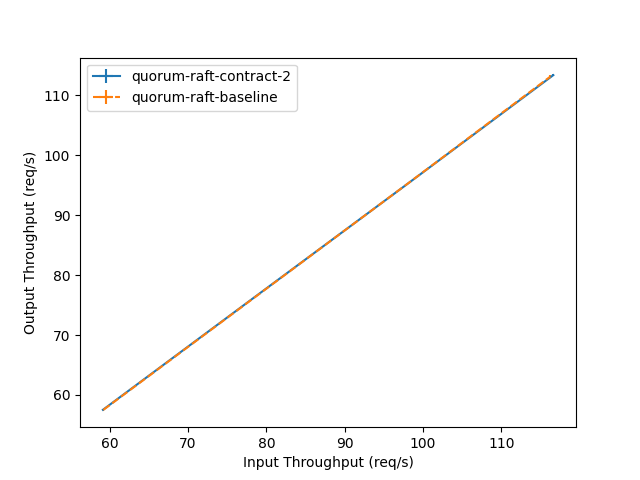 quorum-raft-contract-2
quorum-raft-baseline
Output Throughput (req/s)
110
100
90
80
70
60
60 70 80 90 100 110
Input Throughput (req/s)